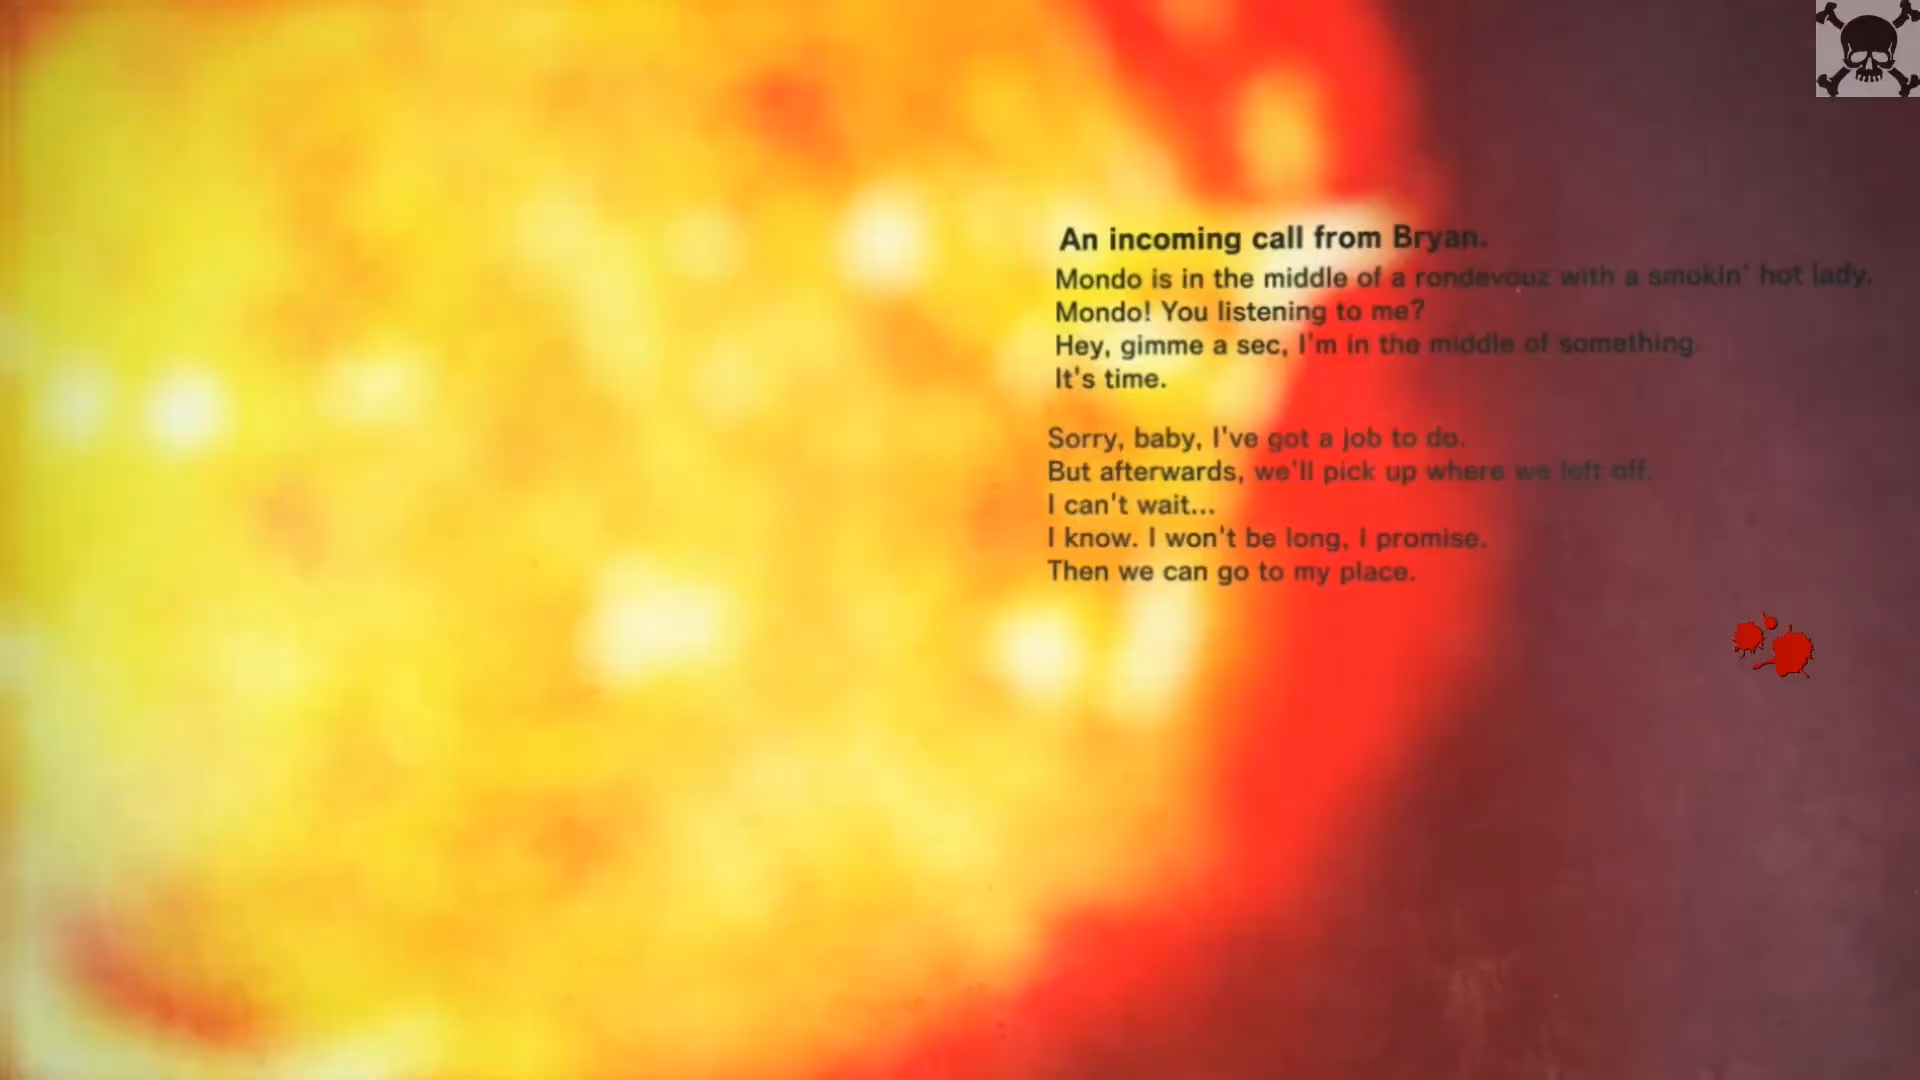 An incoming call from Bryan.
Mondo is in the middle of a rondevouz with a smokin' hot lady.
Mondo! You listening to me?
Hey, gimme a sec, I'm in the middle of something.
It's time.
Sorry, baby, I've got a job to do.
But afterwards, we'll pick up where we left off.
I can't wait...
I know. I won't be long, I promise.
Then we can go to my place.